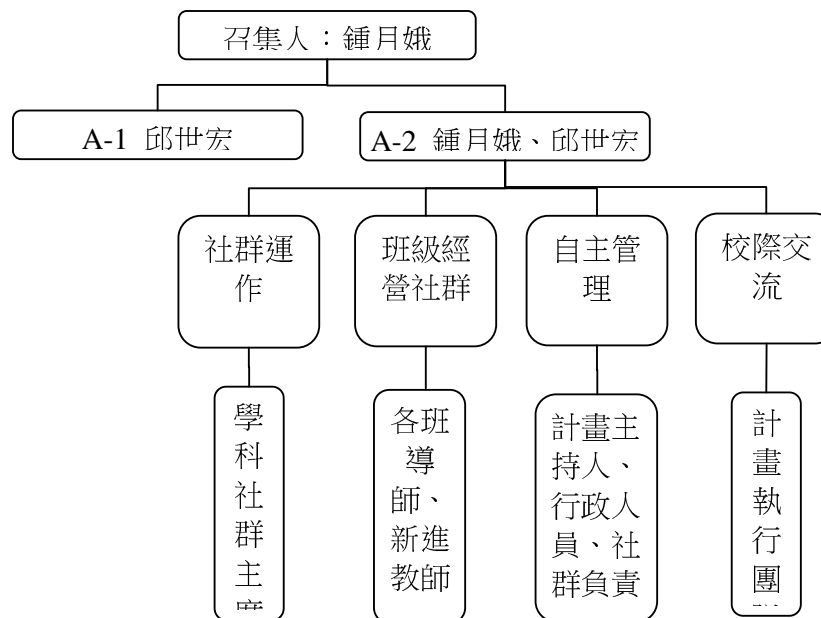 召集人：鍾月娥
A-1 邱世宏
A-2 鍾月娥、邱世宏
社群運
作
班級經
營社群
自主管
理
校際交
流
學
科
社
群
主
各班
導
師、
新進
教師
計畫主
持人、
行政人
員、社
群負責
計
畫
執
行
團